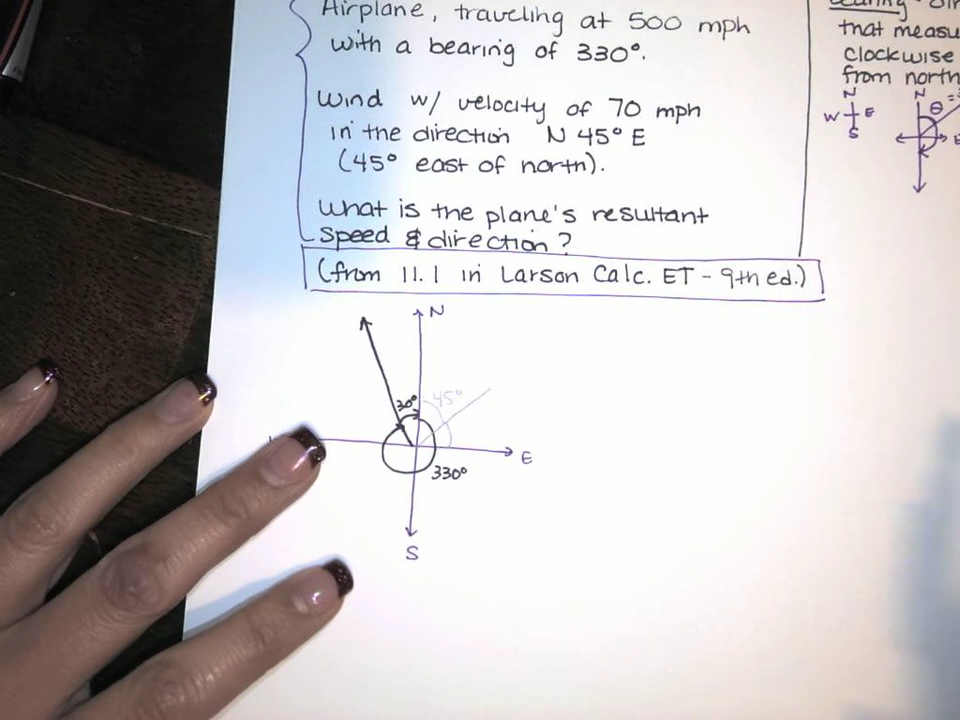 Airplane, traveling at 500 mph
with a bearing of 330°.
Wind w/ velocity of 70 mph
in the direction N 45° E
(45° east of north).
What is the plane's resultant
speed & direction?
(from 11.1 in Larson Calc. ET - 9th ed.)
that measu
clockwise
from north
N
W E
S
N
θ =
E
N
30°
45°
E
330°
S